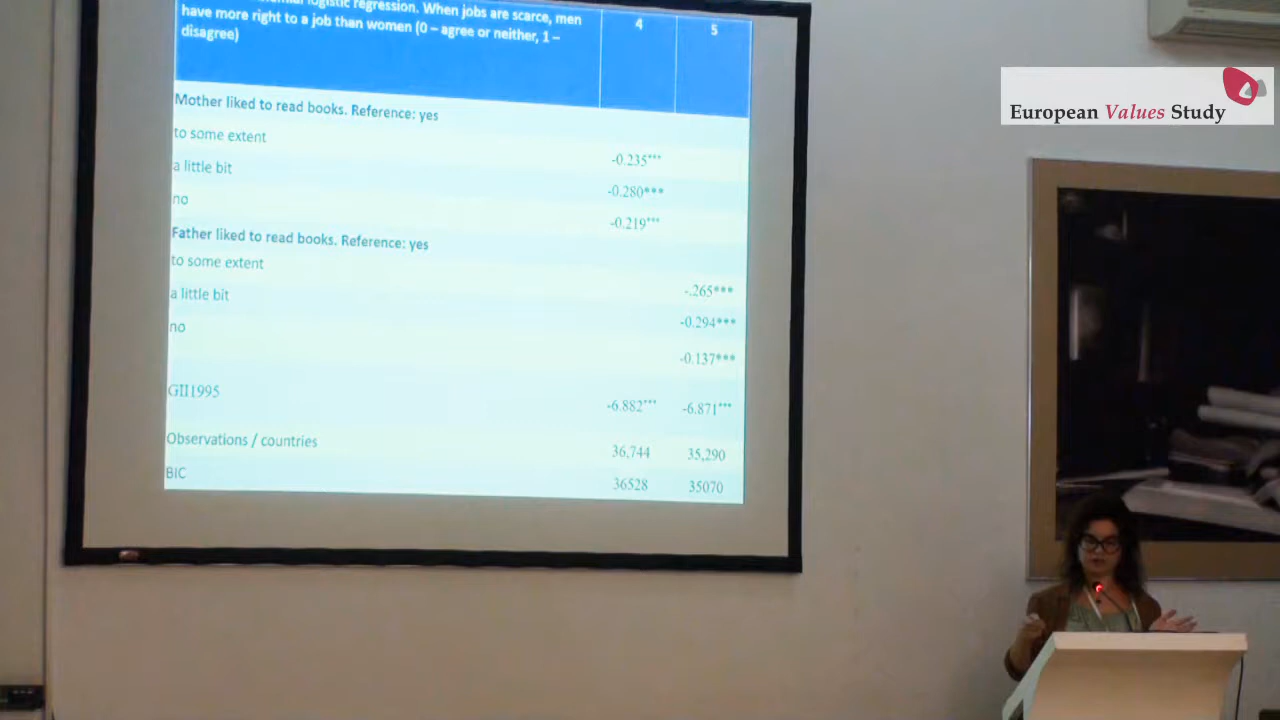 logistic regression. When jobs are scarce, men
have more right to a job than women (0 – agree or neither, 1 –
disagree)
4 5
Mother liked to read books. Reference: yes
to some extent -0.235***
a little bit -0.280***
no -0.219***
Father liked to read books. Reference: yes
to some extent -.265***
a little bit -0.294***
no -0.137***
GII1995 -6.882*** -6.871***
Observations / countries 36,744 35,290
BIC 36528 35070
European Values Study